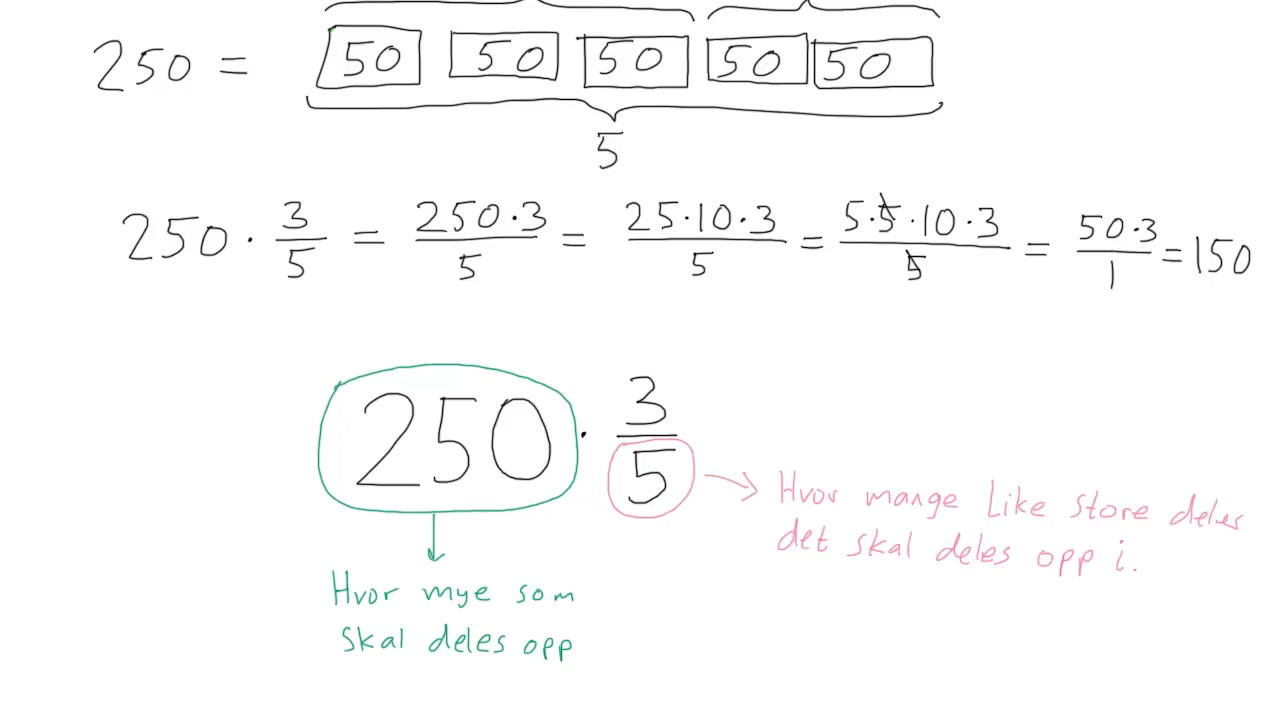 250 = 50 50 50 50 50
5
250 · 3/5 = 250·3/5 = 25·10·3/5 = 5·5·10·3/5 = 50·3/1 = 150
250 · 3/5
Hvor mange like store deles
det skal deles opp i.
Hvor mye som
skal deles opp